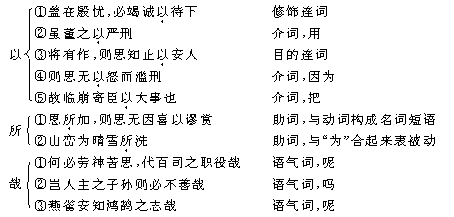 以
①盖在殷忧,必竭诚以待下 修饰连词
②虽董之以严刑 介词,用
③将有作,则思知止以安人 目的连词
④则思无以怒而滥刑 介词,因为
⑤故临崩寄臣以大事也 介词,把
所
①恩所加,则思无因喜以谬赏 助词,与动词构成名词短语
②山峦为晴雪所洗 助词,与“为”合起来表被动
哉
①何必劳神苦思,代百司之职役哉 语气词,呢
②岂人主之子孙则必不善哉 语气词,吗
③燕雀安知鸿鹄之志哉 语气词,呢